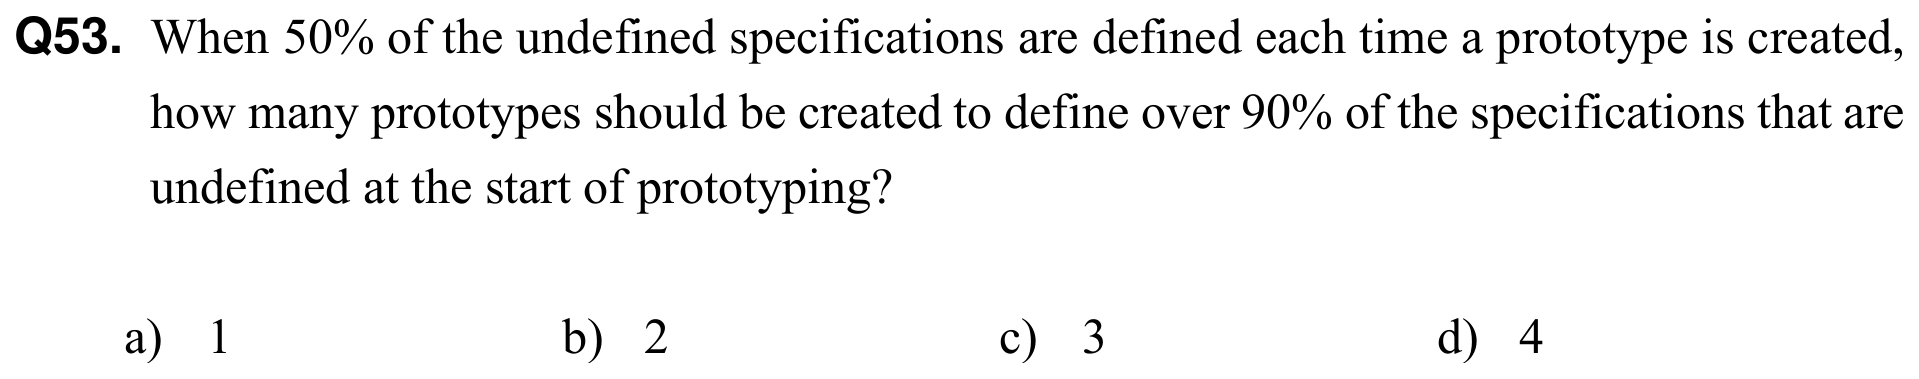 Q53. When 50% of the undefined specifications are defined each time a prototype is created,
how many prototypes should be created to define over 90% of the specifications that are
undefined at the start of prototyping?
a) 1 b) 2 c) 3 d) 4